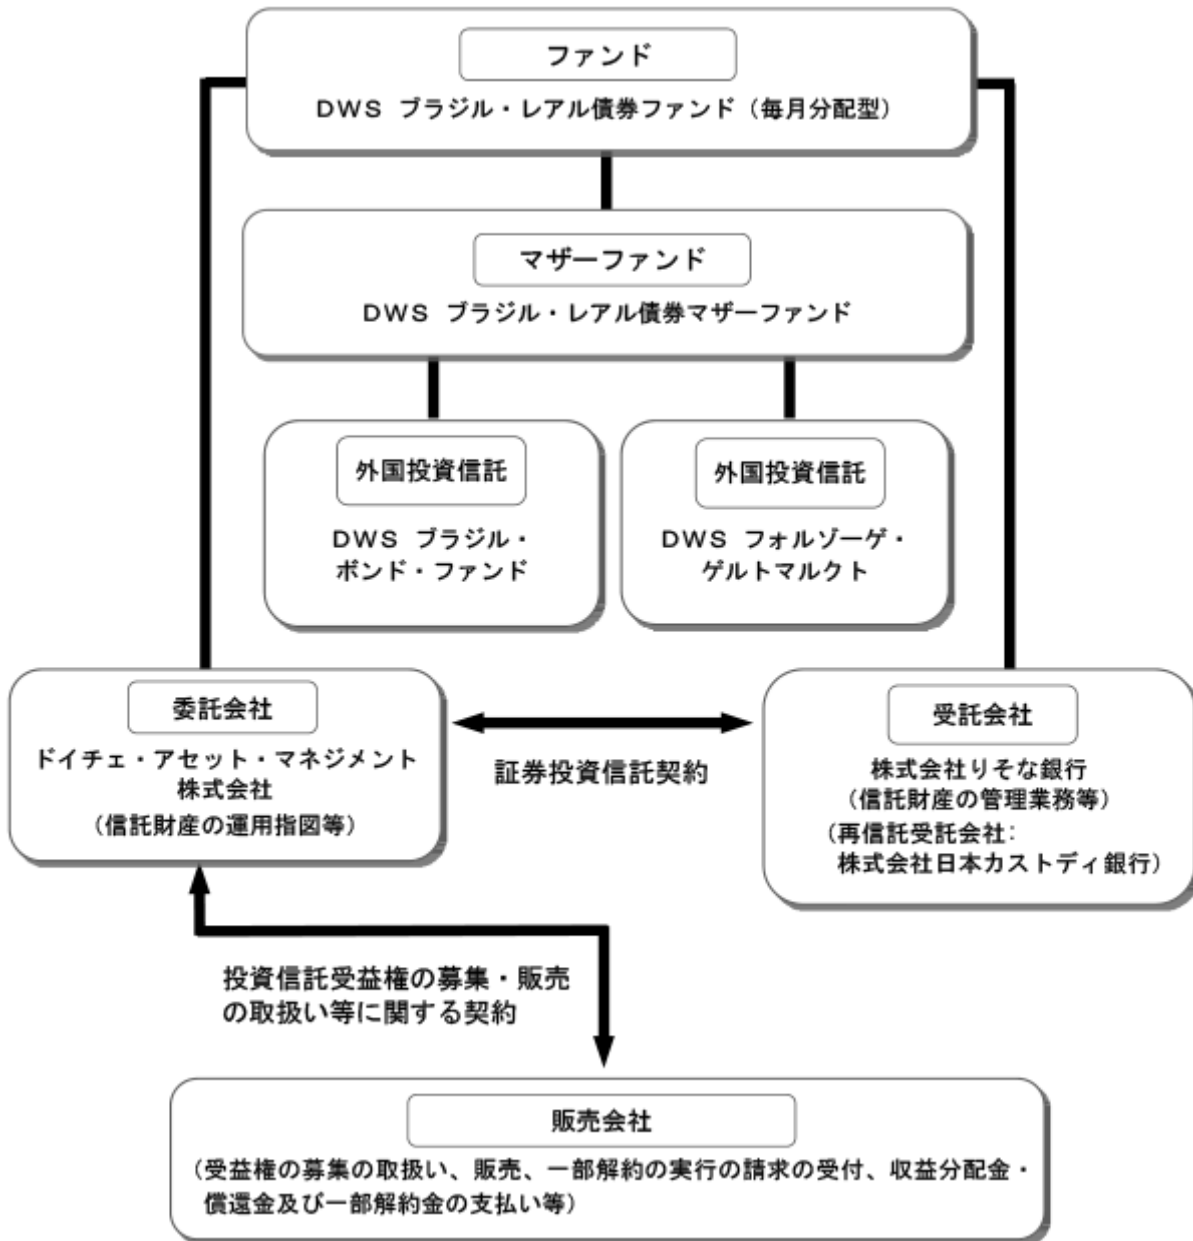 ファンド
DWS ブラジル・レアル債券ファンド（毎月分配型）
マザーファンド
DWS ブラジル・レアル債券マザーファンド
外国投資信託
DWS ブラジル・
ボンド・ファンド
外国投資信託
DWS フォルゾーゲ・
ゲルトマルクト
委託会社
ドイチェ・アセット・マネジメント
株式会社
（信託財産の運用指図等）
証券投資信託契約
受託会社
株式会社りそな銀行
（信託財産の管理業務等）
（再信託受託会社：
株式会社日本カストディ銀行）
投資信託受益権の募集・販売
の取扱い等に関する契約
販売会社
（受益権の募集の取扱い、販売、一部解約の実行の請求の受付、収益分配金・
償還金及び一部解約金の支払い等）